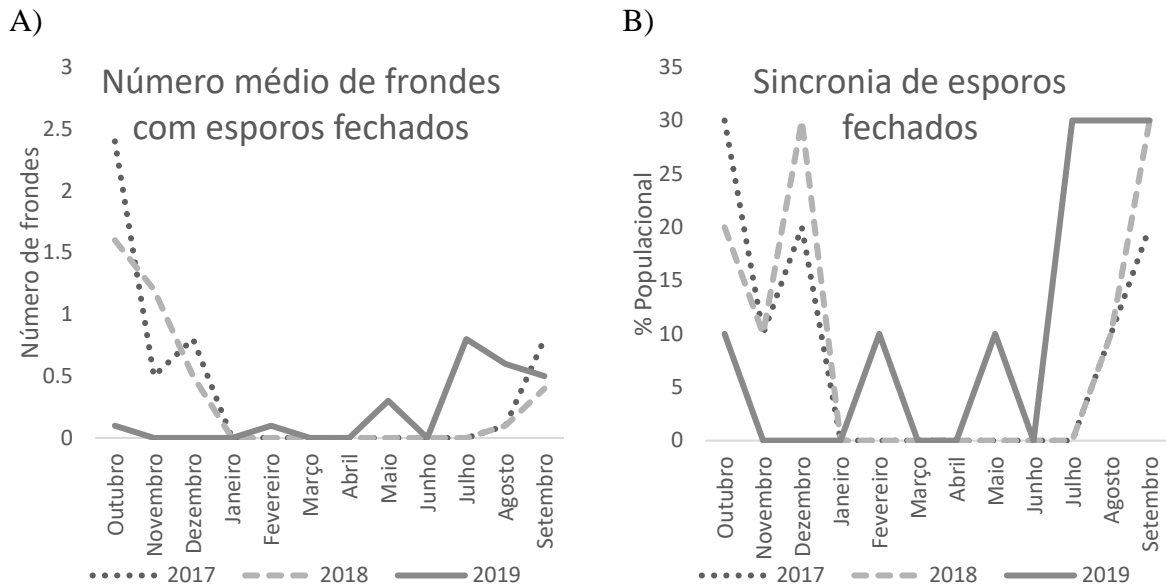 A)
Número médio de frondes
com esporos fechados
Número de frondes
3
2.5
2
1.5
1
0.5
0
Outubro
Novembro
Dezembro
Janeiro
Fevereiro
Março
Abril
Maio
Junho
Julho
Agosto
Setembro
2017 2018 2019
B)
Sincronia de esporos
fechados
% Populacional
35
30
25
20
15
10
5
0
Outubro
Novembro
Dezembro
Janeiro
Fevereiro
Março
Abril
Maio
Junho
Julho
Agosto
Setembro
2017 2018 2019